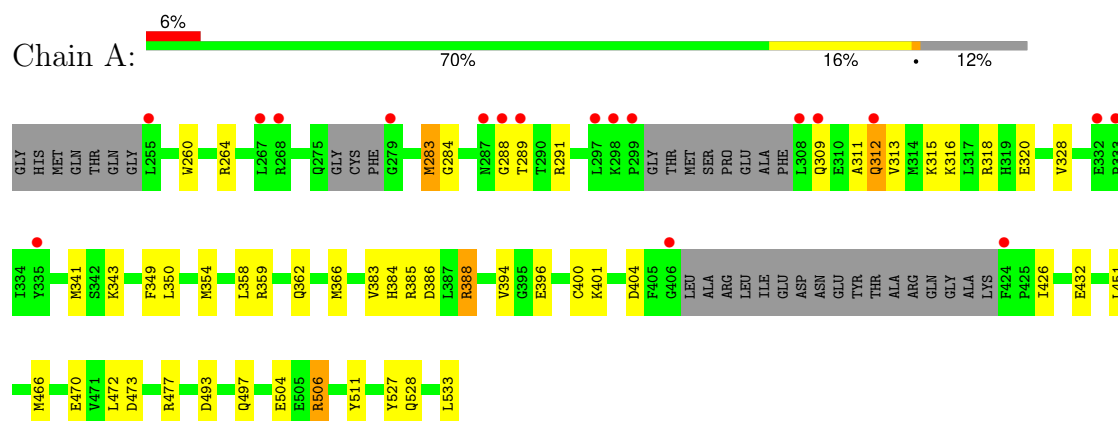 6%
Chain A:
70% 16% • 12%
GLY HIS MET GLN THR GLN GLY L255 W260 R264 L267 R268 Q275 GLY CYS PHE G279 M283 G284 N287 G288 T289 T290 R291 L297 K298 P299 GLY THR MET SER PRO GLU ALA PHE L308 Q309 E310 A311 Q312 V313 M314 K315 K316 L317 R318 H319 E320 V328 E332 P333
I334 Y335 M341 S342 K343 F349 L350 M354 L358 R359 Q362 M366 V383 H384 R385 D386 L387 R388 V394 G395 E396 C400 K401 D404 F405 G406 LEU ALA ARG LEU ILE GLU ASP ASN GLU TYR THR ALA ARG GLN GLY ALA LYS F424 P425 I426 E432 L451
M466 E470 V471 L472 D473 R477 D493 Q497 E504 E505 R506 Y511 Y527 Q528 L533